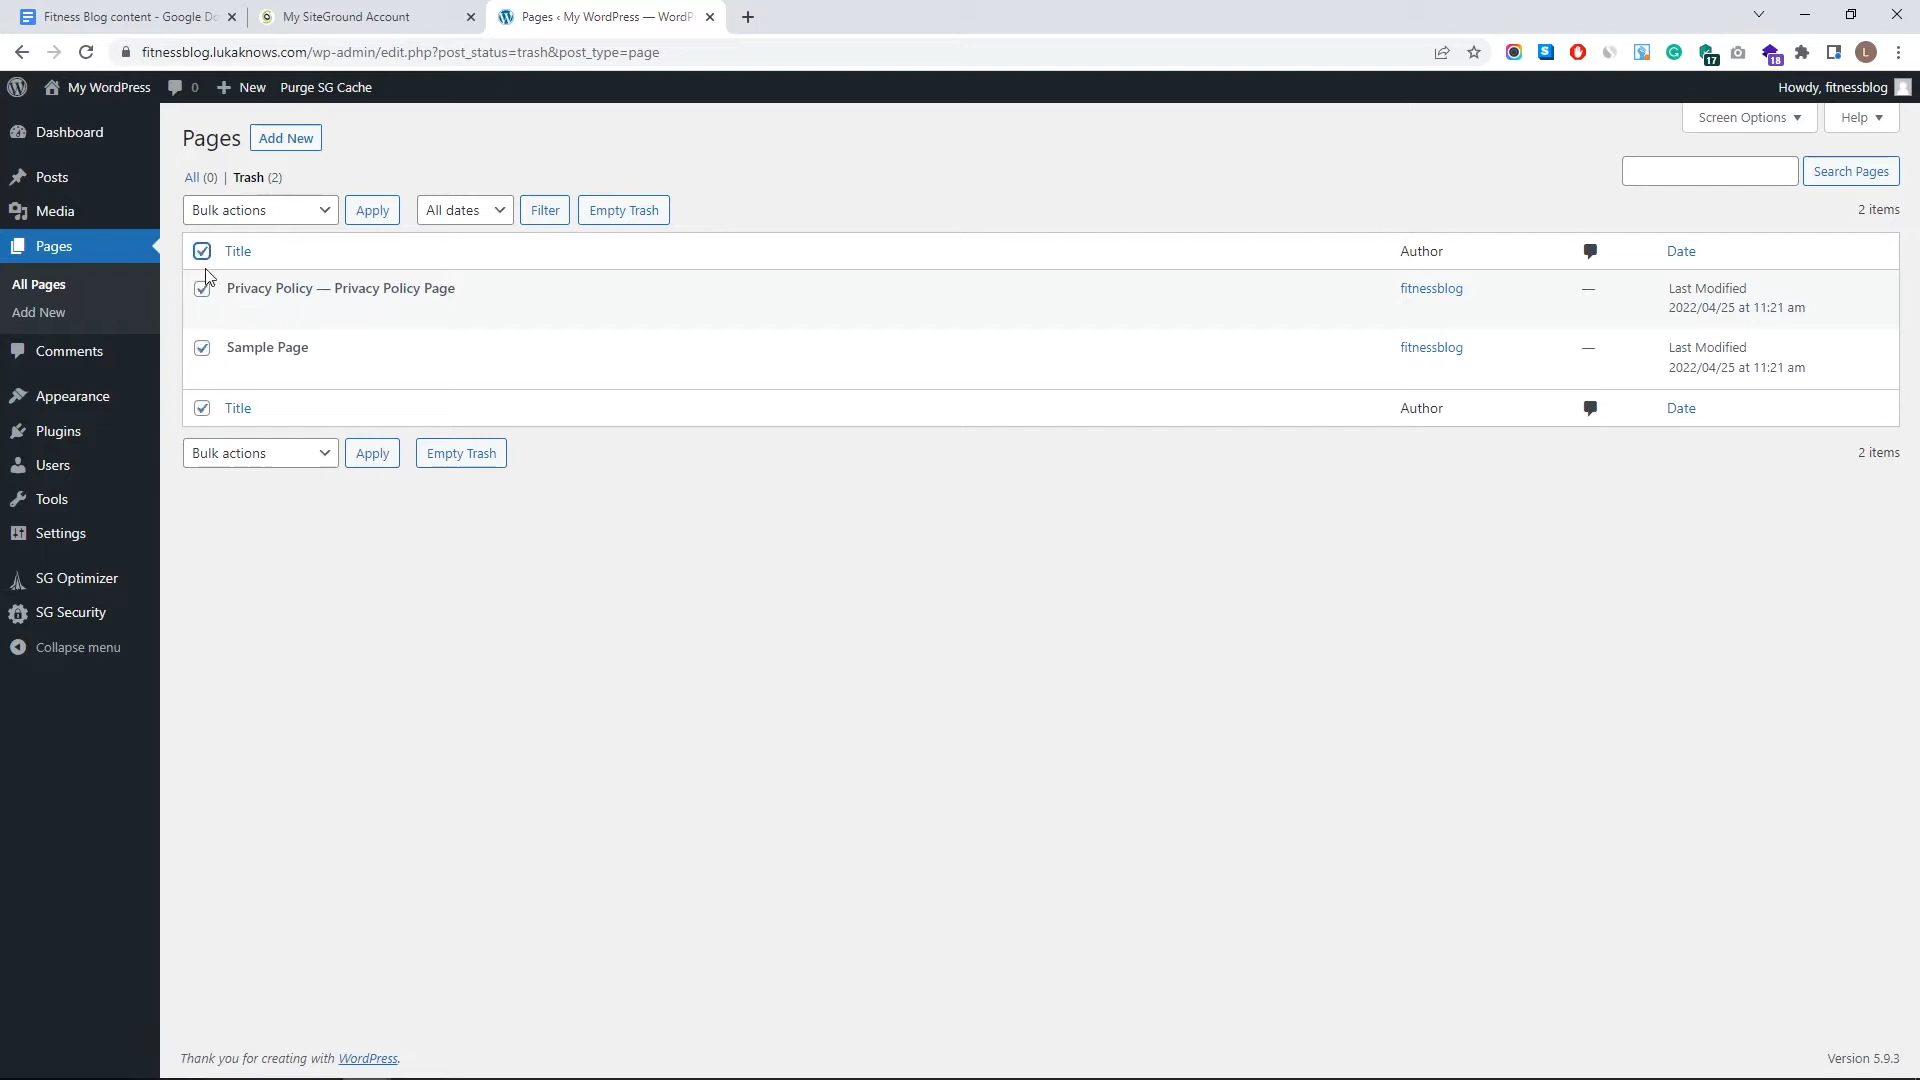 Fitness Blog content - Google Do
My SiteGround Account
Pages ‹ My WordPress — WordP
fitnessblog.lukaknows.com/wp-admin/edit.php?post_status=trash&post_type=page
17
18
L
My WordPress
0
New
Purge SG Cache
Howdy, fitnessblog
Dashboard
Posts
Media
Pages
All Pages
Add New
Comments
Appearance
Plugins
Users
Tools
Settings
SG Optimizer
SG Security
Collapse menu
Screen Options
Help
Pages
Add New
All (0) | Trash (2)
Search Pages
Bulk actions
Apply
All dates
Filter
Empty Trash
2 items
Title
Author
Date
Privacy Policy — Privacy Policy Page
fitnessblog
—
Last Modified
2022/04/25 at 11:21 am
Sample Page
fitnessblog
—
Last Modified
2022/04/25 at 11:21 am
Title
Author
Date
Bulk actions
Apply
Empty Trash
2 items
Thank you for creating with WordPress.
Version 5.9.3